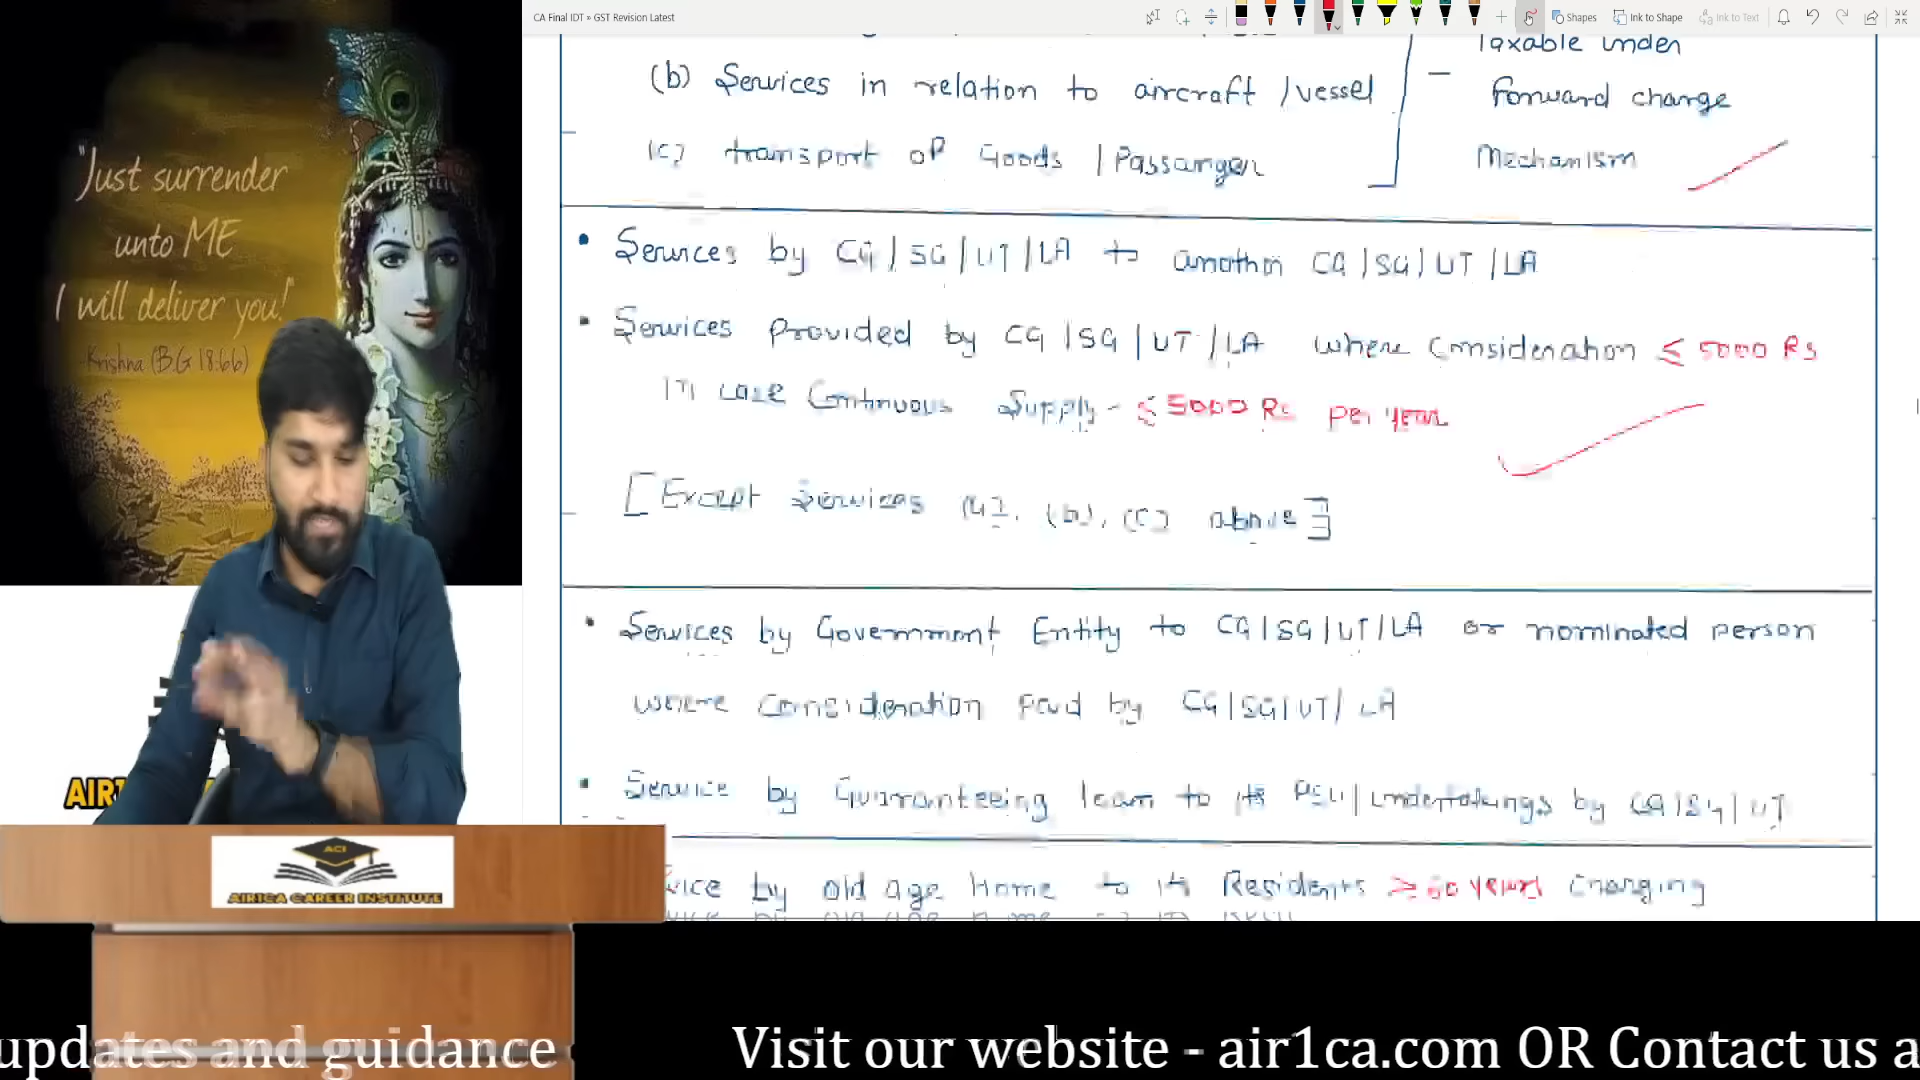 CA Final IDT » GST Revision Latest
Shapes
Ink to Shape
Ink to Text
Taxable under
(b) Services in relation to aircraft / vessel
Forward charge
(c) transport of Goods / Passanger
Mechanism
"Just surrender
unto ME
I will deliver you!"
- Krishna (B.G 18:66)
• Services by CG / SG / UT / LA to another CG / SG / UT / LA
• Services provided by CG / SG / UT / LA where consideration ≤ 5000 Rs
In case Continuous Supply - ≤ 5000 Rs per year
[Except Services (a), (b), (c) above]
• Services by Government Entity to CG / SG / UT / LA or nominated person
where consideration paid by CG / SG / UT / LA
• Service by Guaranteeing loan to its PSU / undertakings by CG / SG / UT
by old age Home to its Residents ≥ 60 years charging
ACI
AIR1CA CAREER INSTITUTE
updates and guidance
Visit our website - air1ca.com OR Contact us a